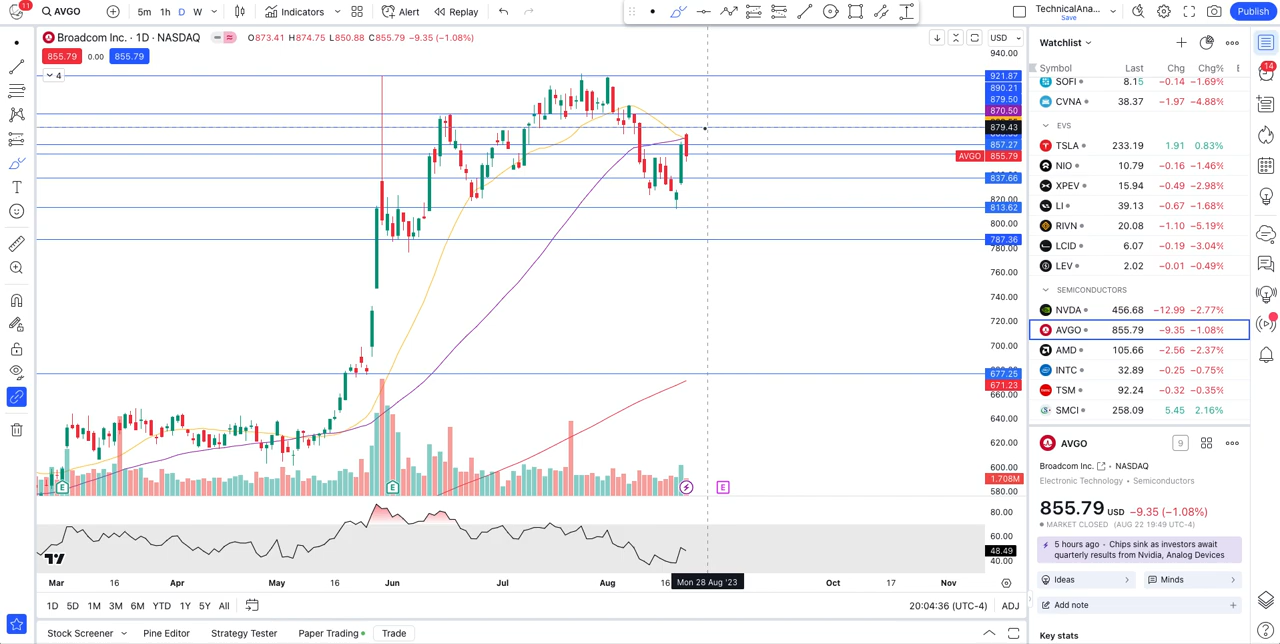 11
AVGO
5m 1h D W
Indicators
Alert
Replay
TechnicalAna...
Save
Publish
Broadcom Inc. · 1D · NASDAQ
O873.41 H874.75 L850.88 C855.79 −9.35 (−1.08%)
855.79 0.00 855.79
4
USD
940.00
921.87
890.21
879.50
870.50
879.43
857.27
AVGO 855.79
837.66
820.00
813.62
800.00
787.36
780.00
760.00
740.00
720.00
700.00
677.25
671.23
660.00
640.00
620.00
600.00
1.708M
580.00
E E E
80.00
60.00
48.49
40.00
Mar 16 Apr May 16 Jun Jul Aug 16 Mon 28 Aug '23 Oct 17 Nov
1D 5D 1M 3M 6M YTD 1Y 5Y All
20:04:36 (UTC-4) ADJ
Stock Screener Pine Editor Strategy Tester Paper Trading Trade
Watchlist
Symbol Last Chg Chg%
SOFI 8.15 −0.14 −1.69%
CVNA 38.37 −1.97 −4.88%
EVS
TSLA 233.19 1.91 0.83%
NIO 10.79 −0.16 −1.46%
XPEV 15.94 −0.49 −2.98%
LI 39.13 −0.67 −1.68%
RIVN 20.08 −1.10 −5.19%
LCID 6.07 −0.19 −3.04%
LEV 2.02 −0.01 −0.49%
SEMICONDUCTORS
NVDA 456.68 −12.99 −2.77%
AVGO 855.79 −9.35 −1.08%
AMD 105.66 −2.56 −2.37%
INTC 32.89 −0.25 −0.75%
TSM 92.24 −0.32 −0.35%
SMCI 258.09 5.45 2.16%
AVGO
9
Broadcom Inc. · NASDAQ
Electronic Technology · Semiconductors
855.79 USD −9.35 (−1.08%)
MARKET CLOSED (AUG 22 19:49 UTC-4)
5 hours ago · Chips sink as investors await
quarterly results from Nvidia, Analog Devices
Ideas
Minds
Add note
Key stats
14